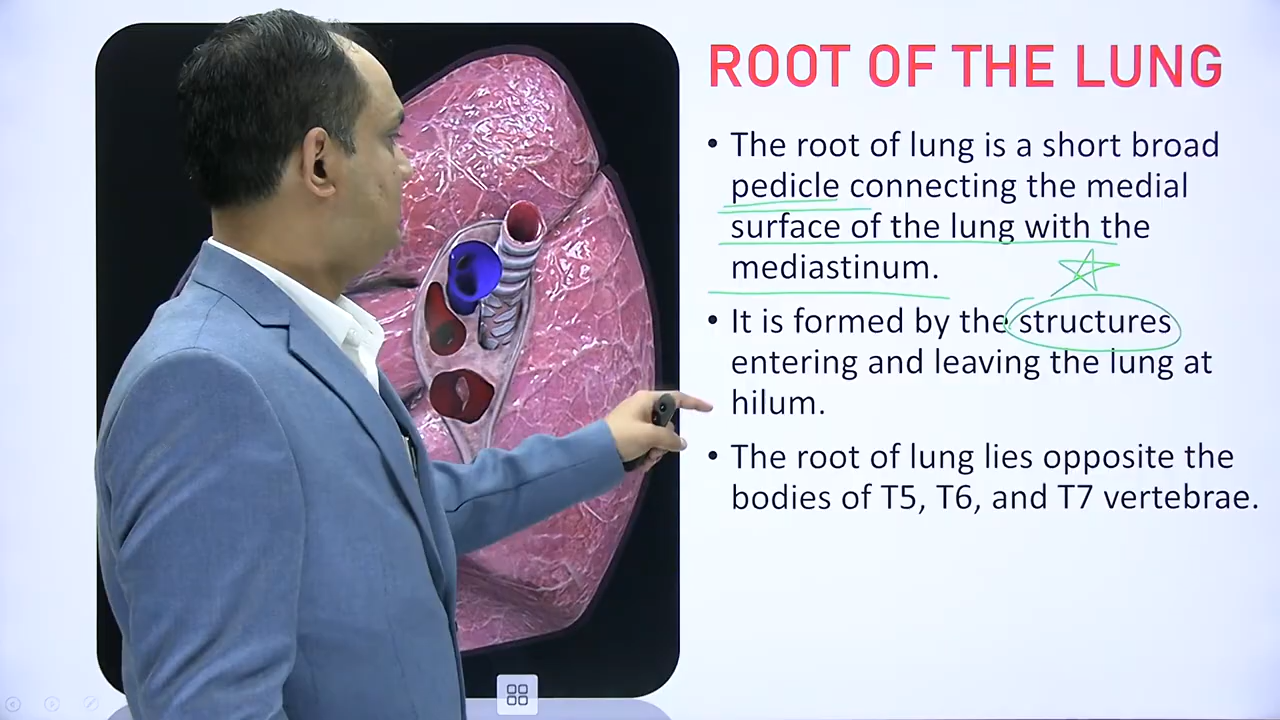 ROOT OF THE LUNG
• The root of lung is a short broad
pedicle connecting the medial
surface of the lung with the
mediastinum.
• It is formed by the structures
entering and leaving the lung at
hilum.
• The root of lung lies opposite the
bodies of T5, T6, and T7 vertebrae.